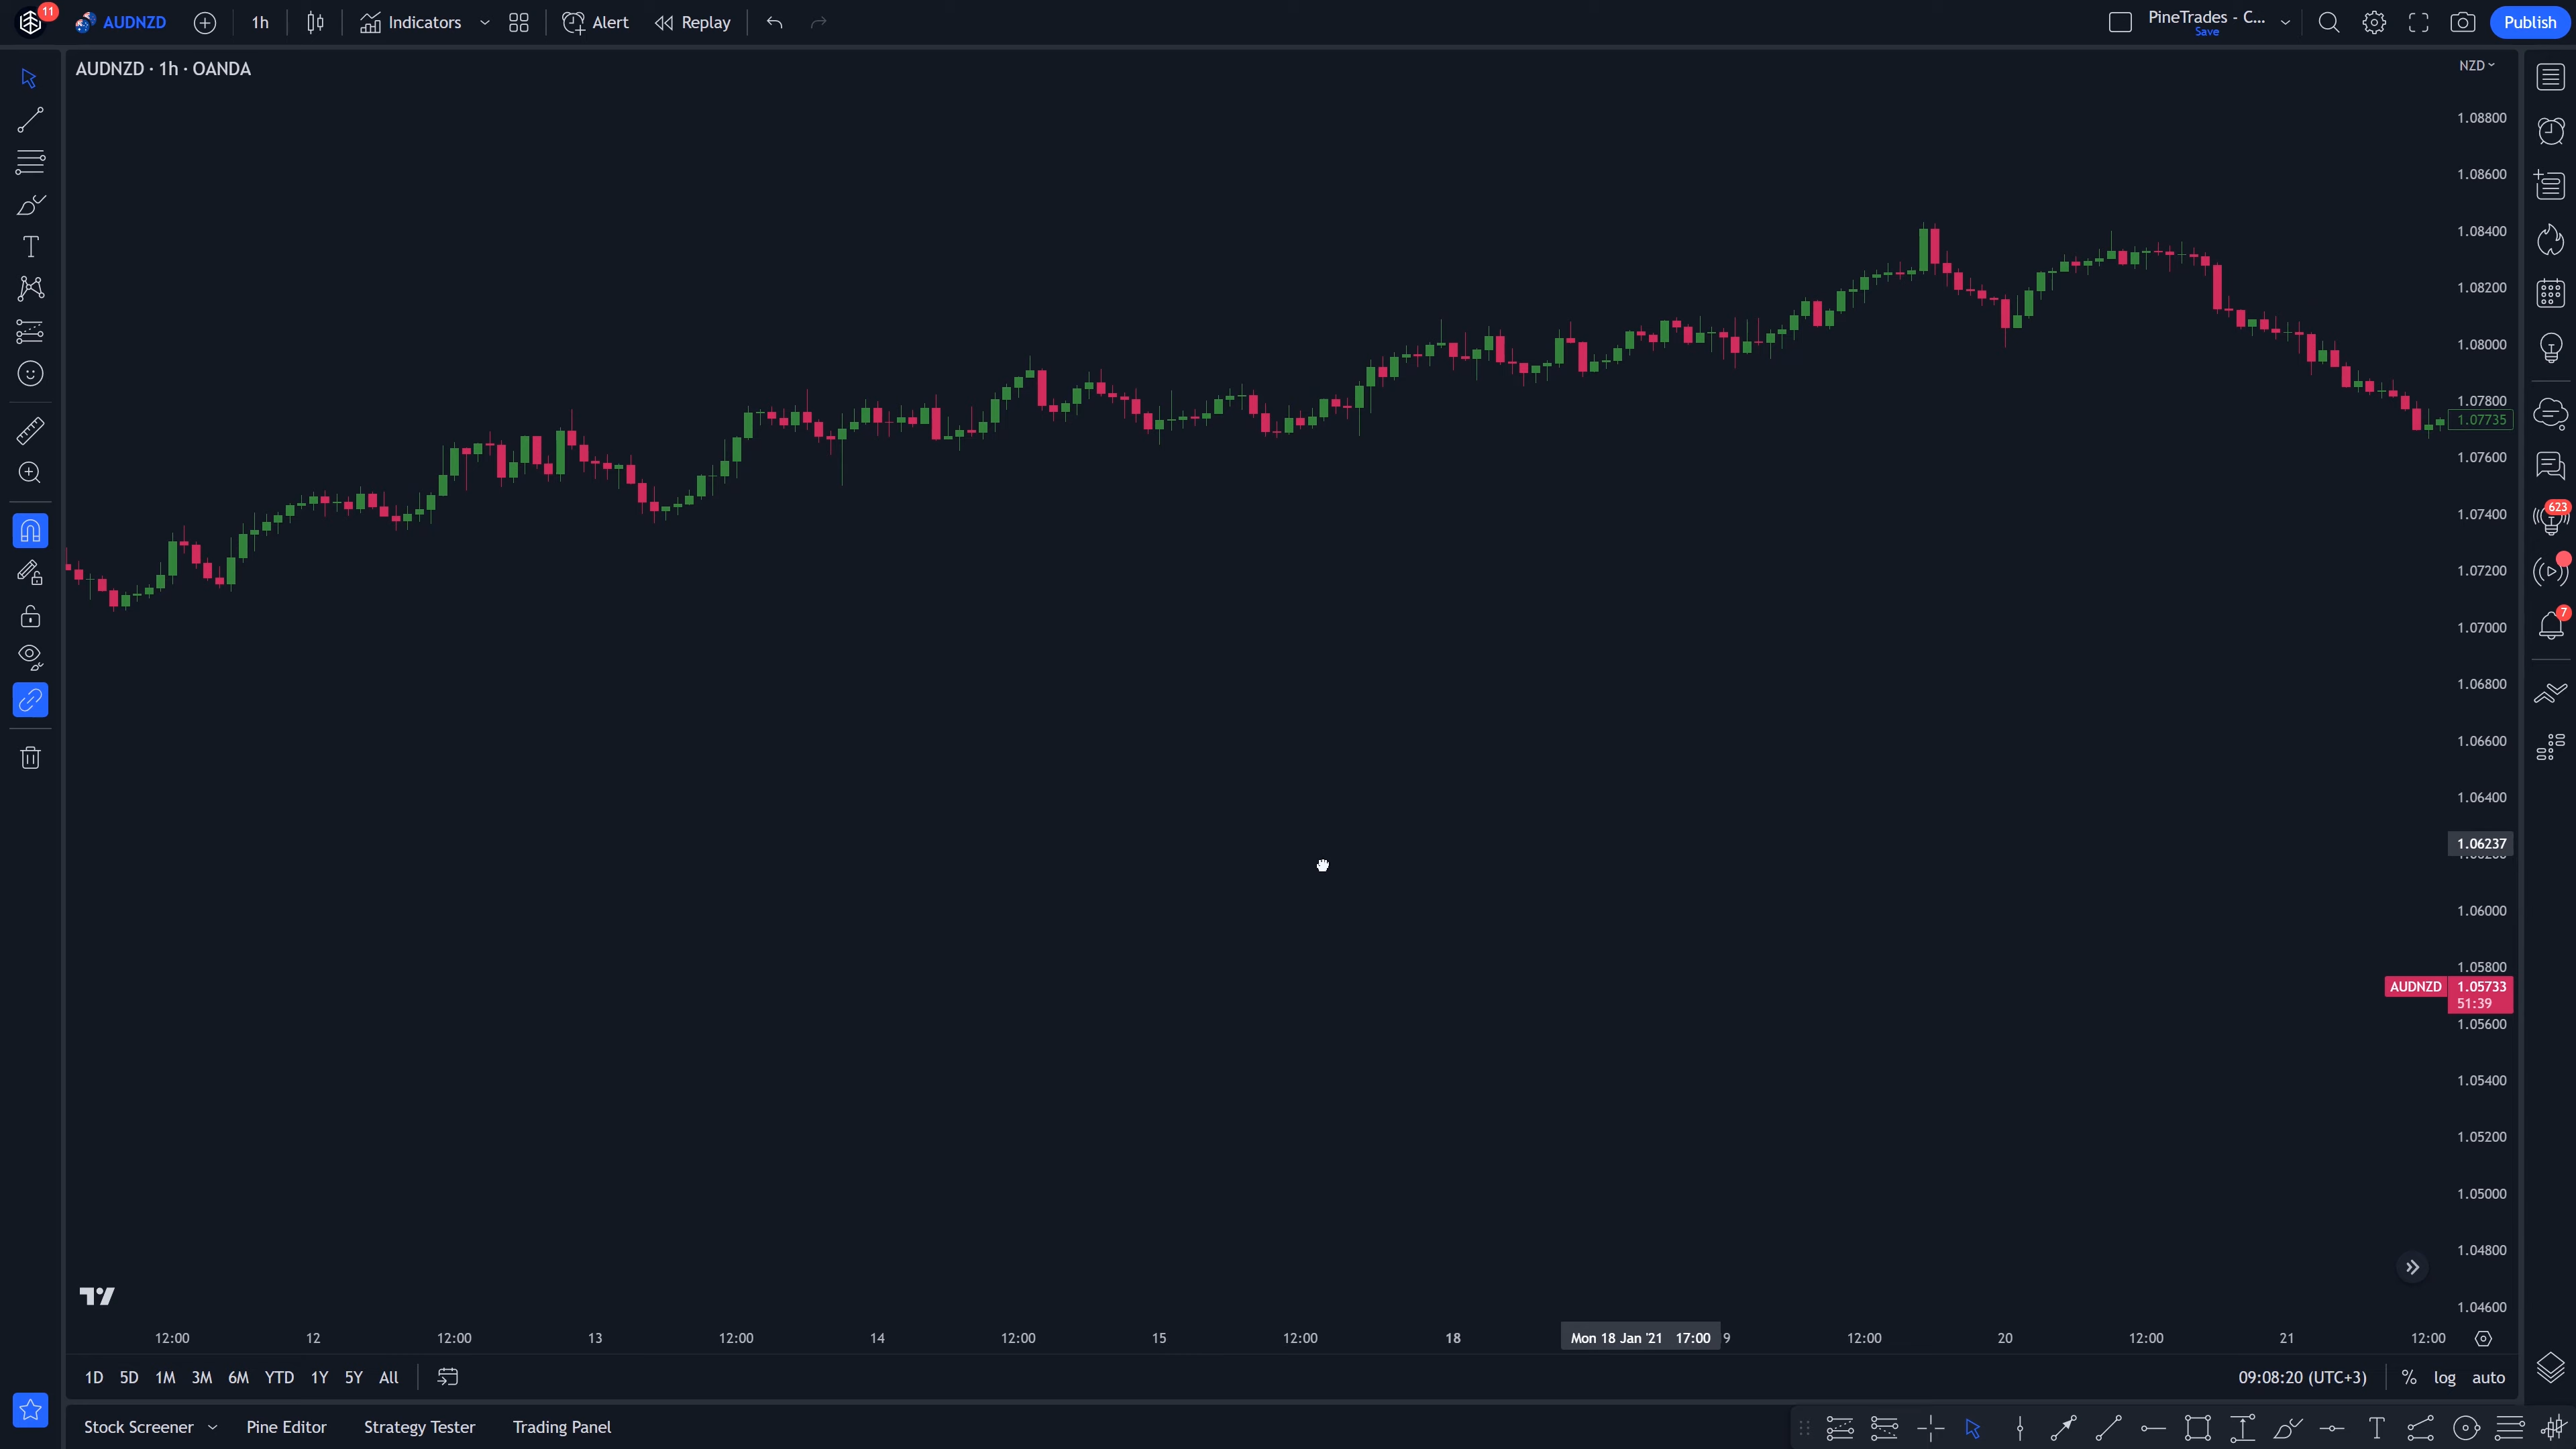 11
AUDNZD
1h
Indicators
Alert
Replay
PineTrades - C...
Save
Publish
AUDNZD · 1h · OANDA
NZD
1.08800
1.08600
1.08400
1.08200
1.08000
1.07800
1.07735
1.07600
1.07400
1.07200
1.07000
1.06800
1.06600
1.06400
1.06237
1.06000
1.05800
AUDNZD 1.05733
51:39
1.05600
1.05400
1.05200
1.05000
1.04800
1.04600
623
7
12:00 12 12:00 13 12:00 14 12:00 15 12:00 18 Mon 18 Jan '21 17:00 9 12:00 20 12:00 21 12:00
1D 5D 1M 3M 6M YTD 1Y 5Y All
09:08:20 (UTC+3) % log auto
Stock Screener Pine Editor Strategy Tester Trading Panel